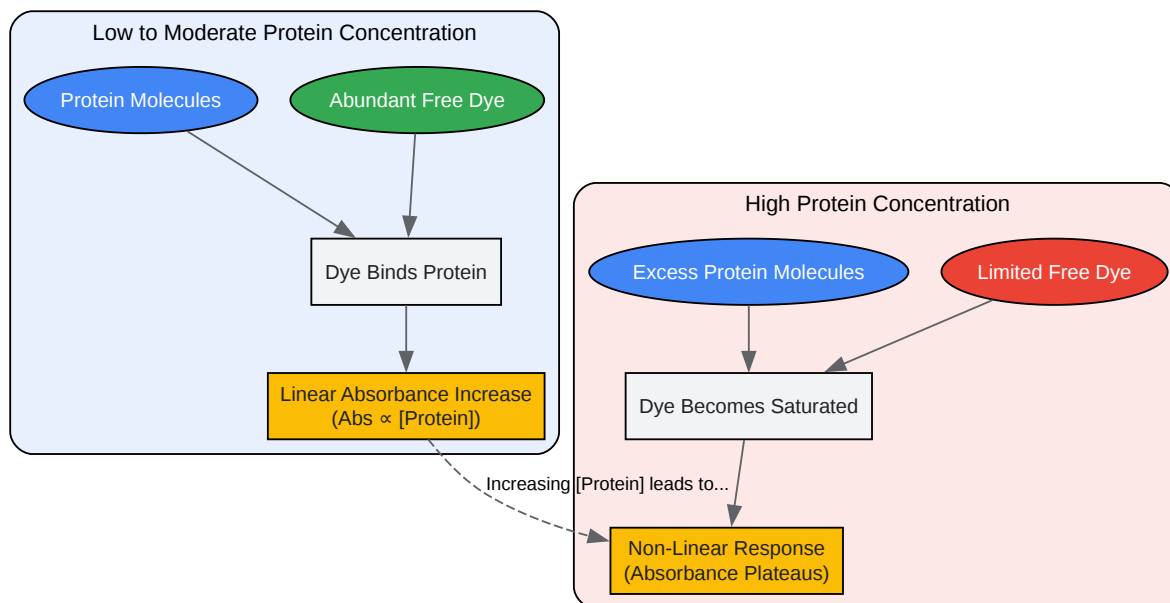 Low to Moderate Protein Concentration
Protein Molecules
Abundant Free Dye
Dye Binds Protein
Linear Absorbance Increase
(Abs ∝ [Protein])
High Protein Concentration
Excess Protein Molecules
Limited Free Dye
Dye Becomes Saturated
Increasing [Protein] leads to...
Non-Linear Response
(Absorbance Plateaus)